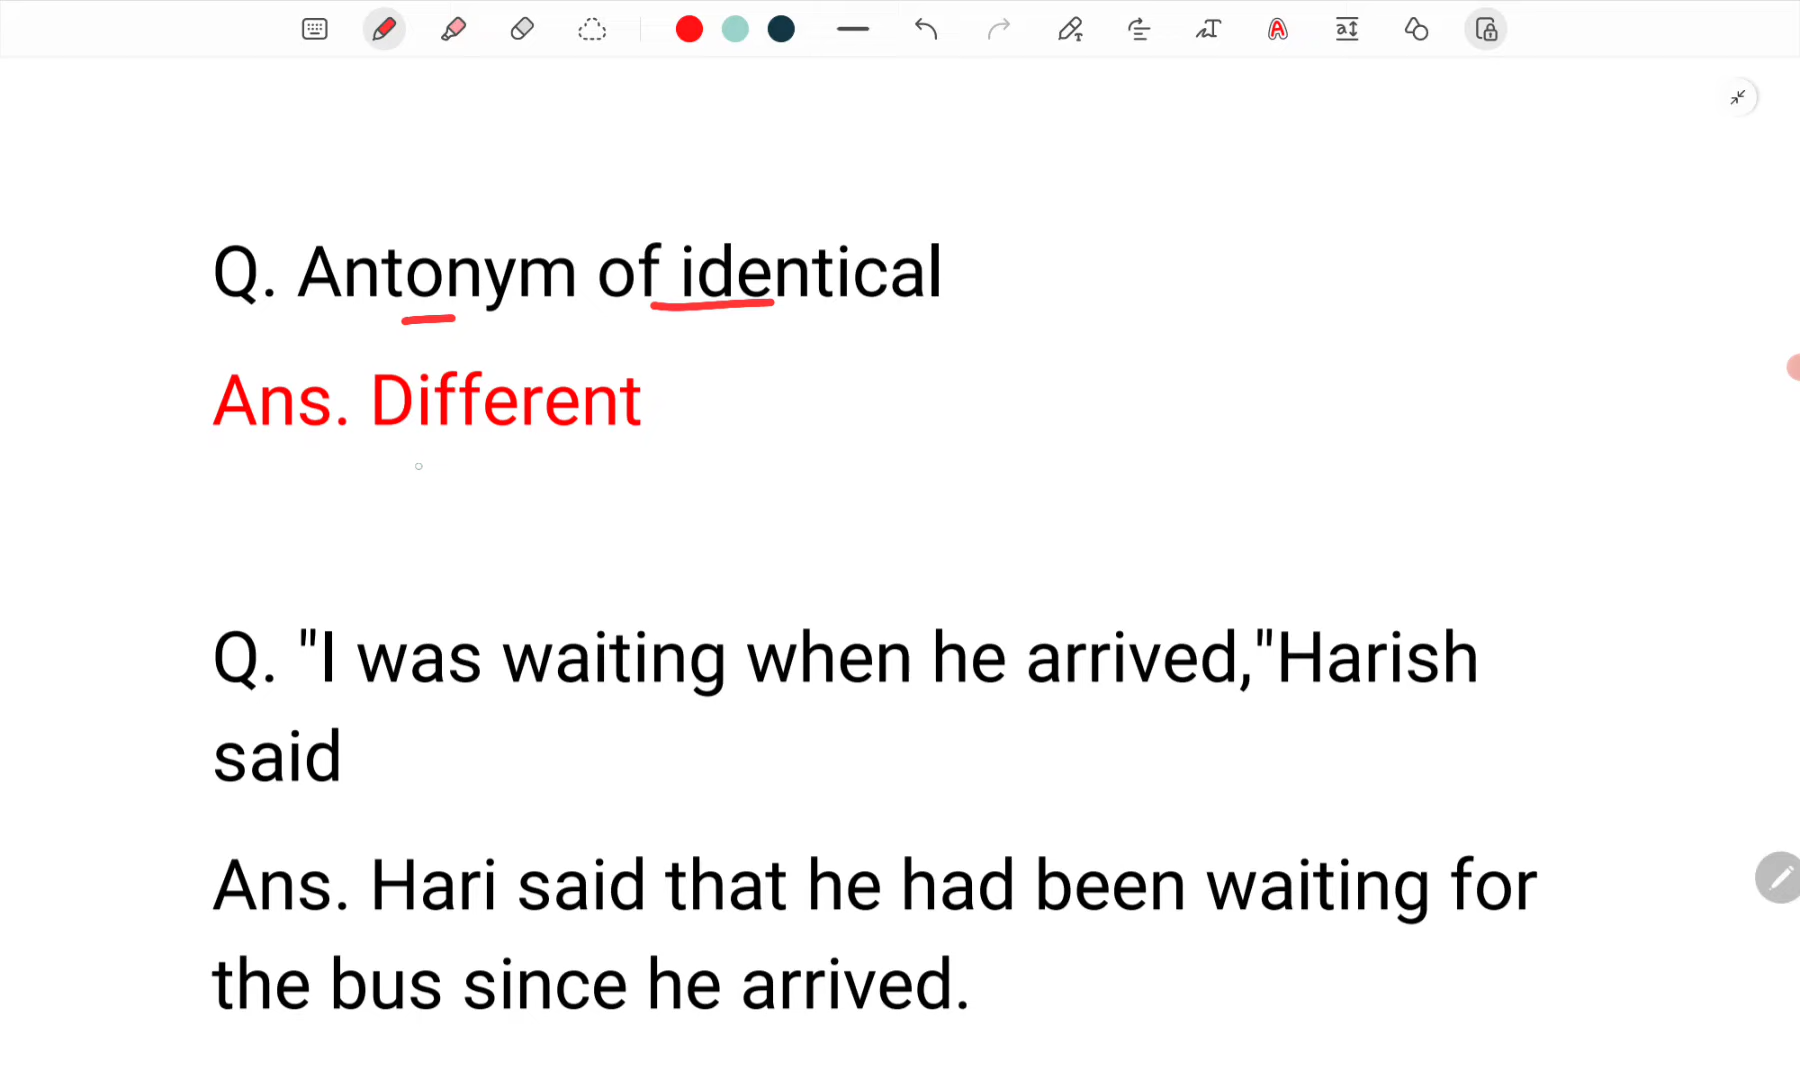 Q. Antonym of identical
Ans. Different
Q. "I was waiting when he arrived,"Harish
said
Ans. Hari said that he had been waiting for
the bus since he arrived.